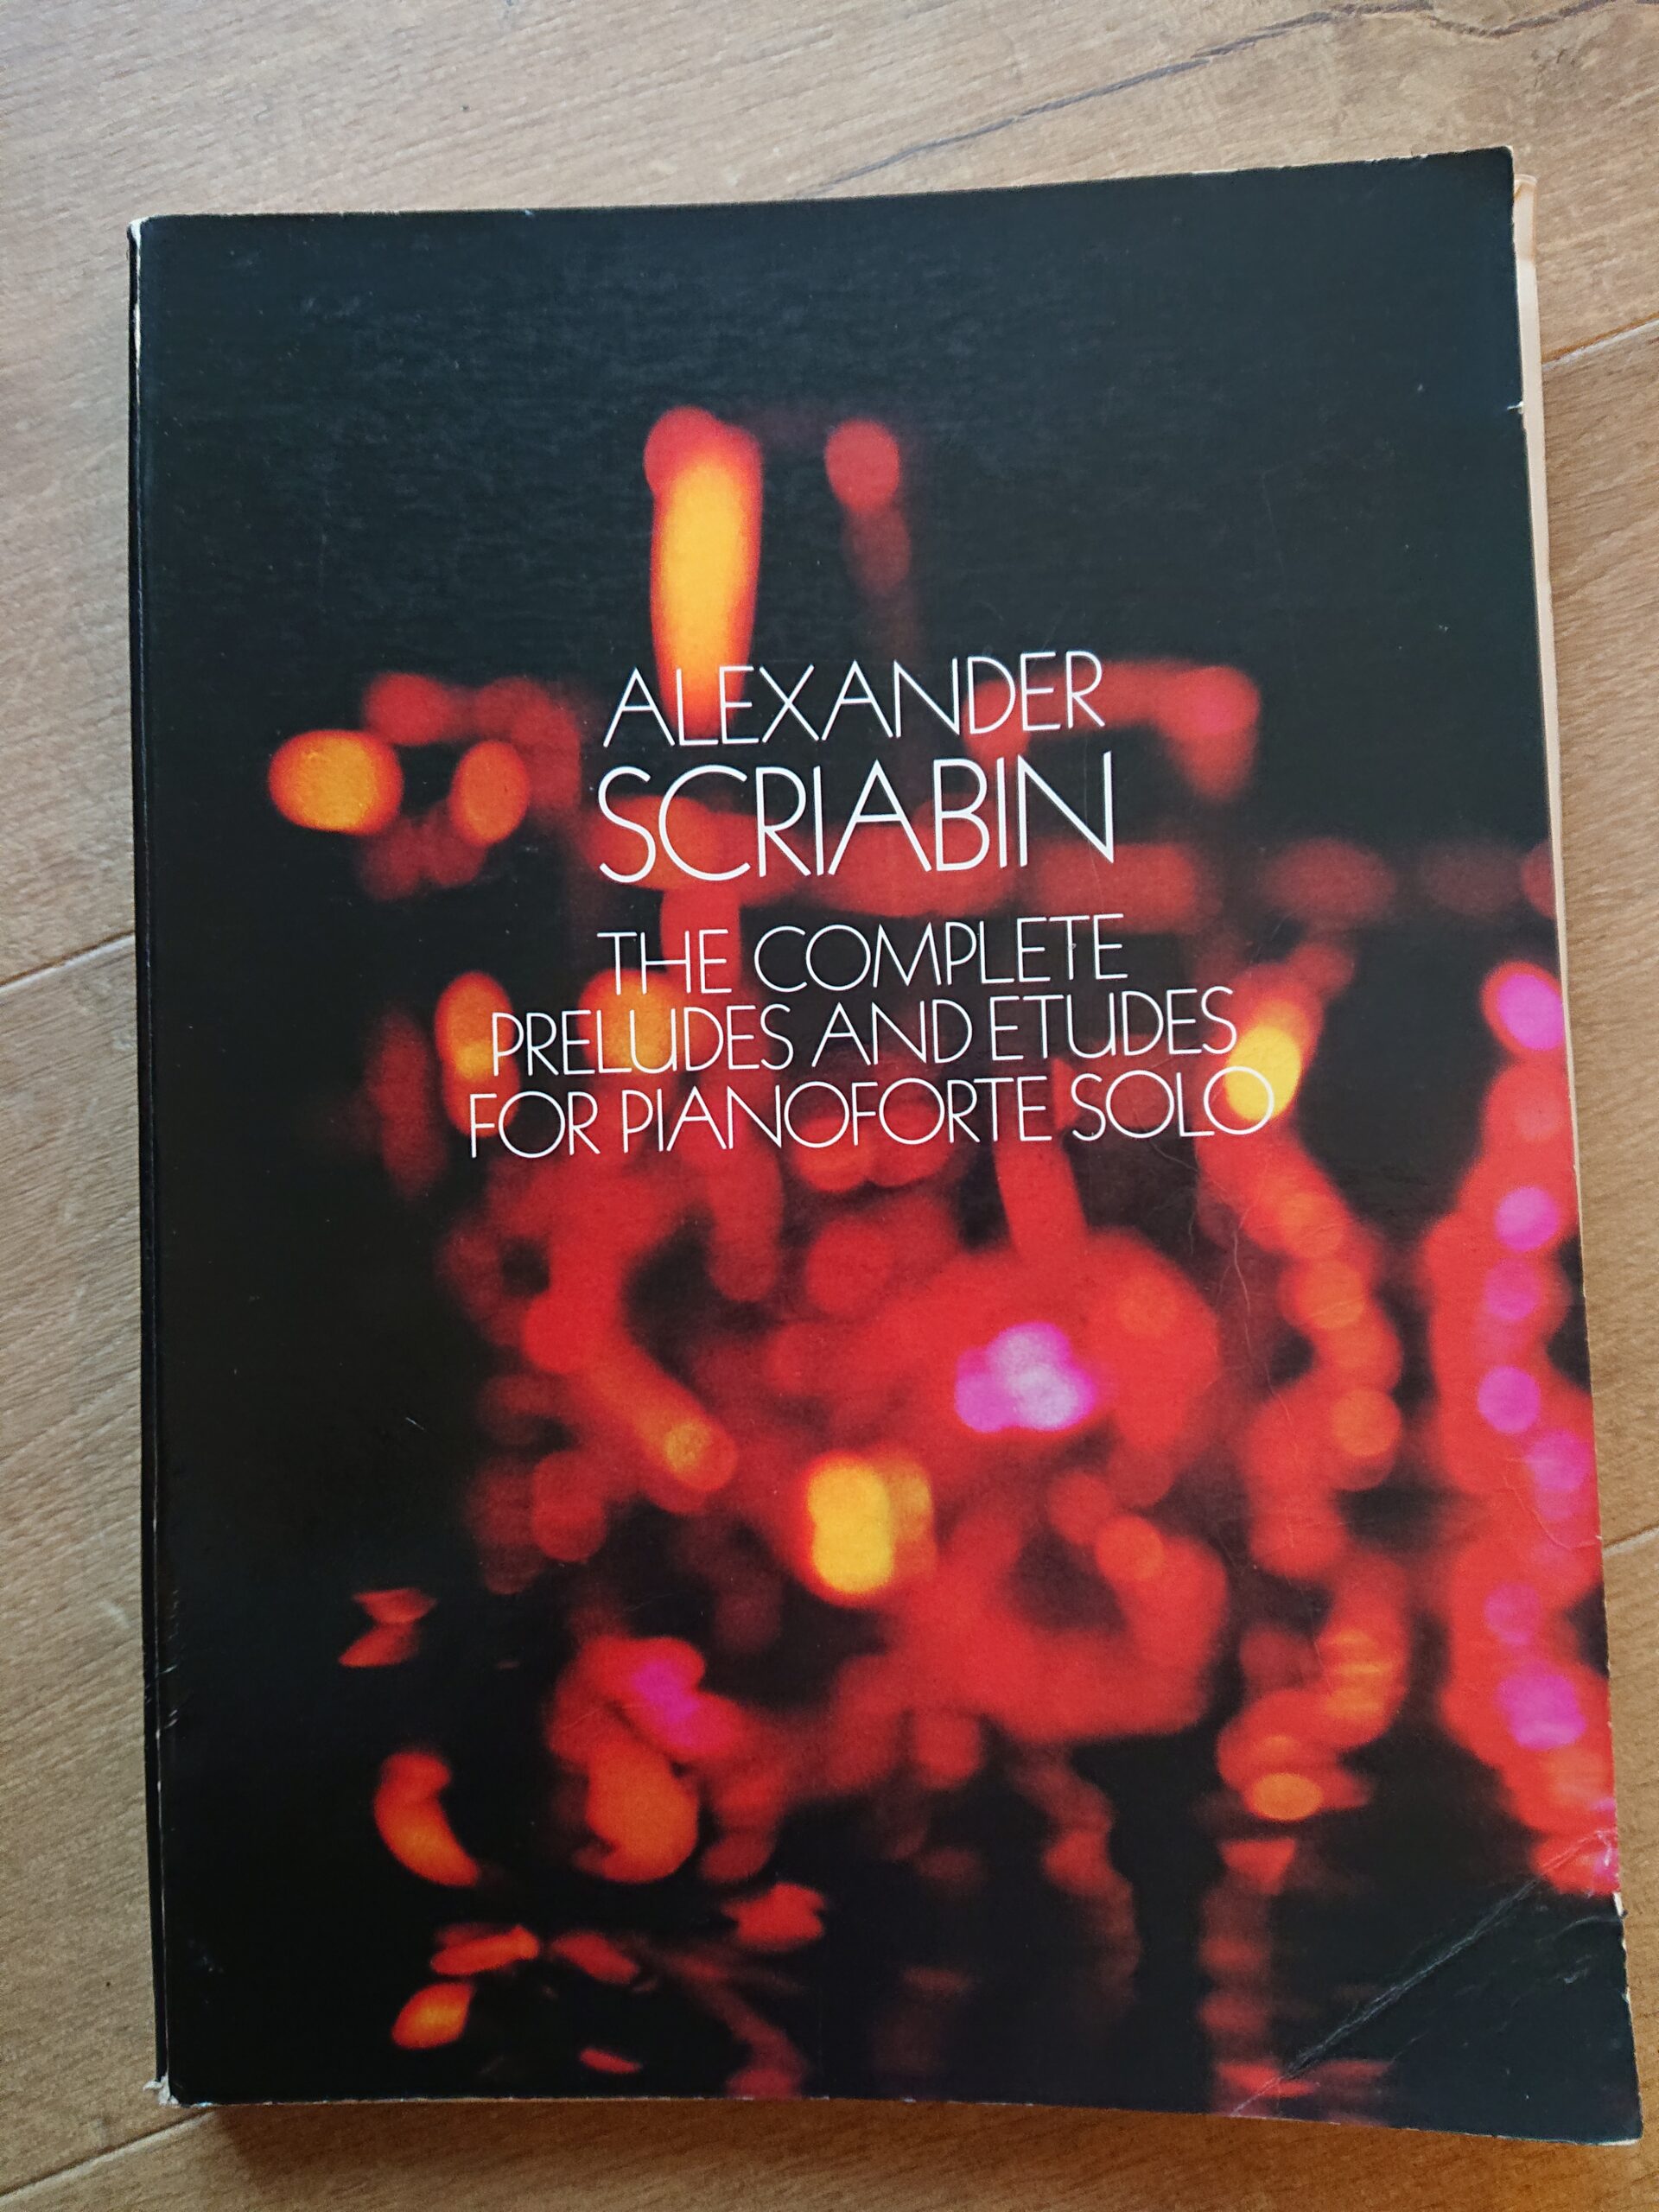 ALEXANDER
SCRIABIN
THE COMPLETE
PRELUDES AND ETUDES
FOR PIANOFORTE SOLO